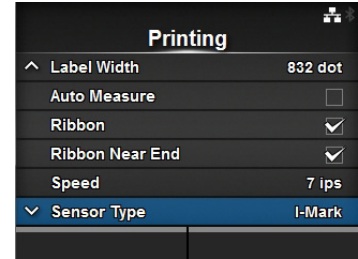 Printing
Label Width 832 dot
Auto Measure
Ribbon
Ribbon Near End
Speed 7 ips
Sensor Type I-Mark